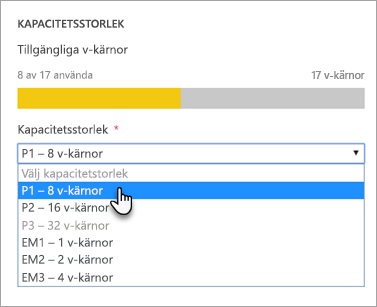 KAPACITETSSTORLEK
Tillgängliga v-kärnor
8 av 17 använda 17 v-kärnor
Kapacitetsstorlek *
P1 – 8 v-kärnor
Välj kapacitetstorlek
P1 – 8 v-kärnor
P2 – 16 v-kärnor
P3 – 32 v-kärnor
EM1 – 1 v-kärnor
EM2 – 2 v-kärnor
EM3 – 4 v-kärnor